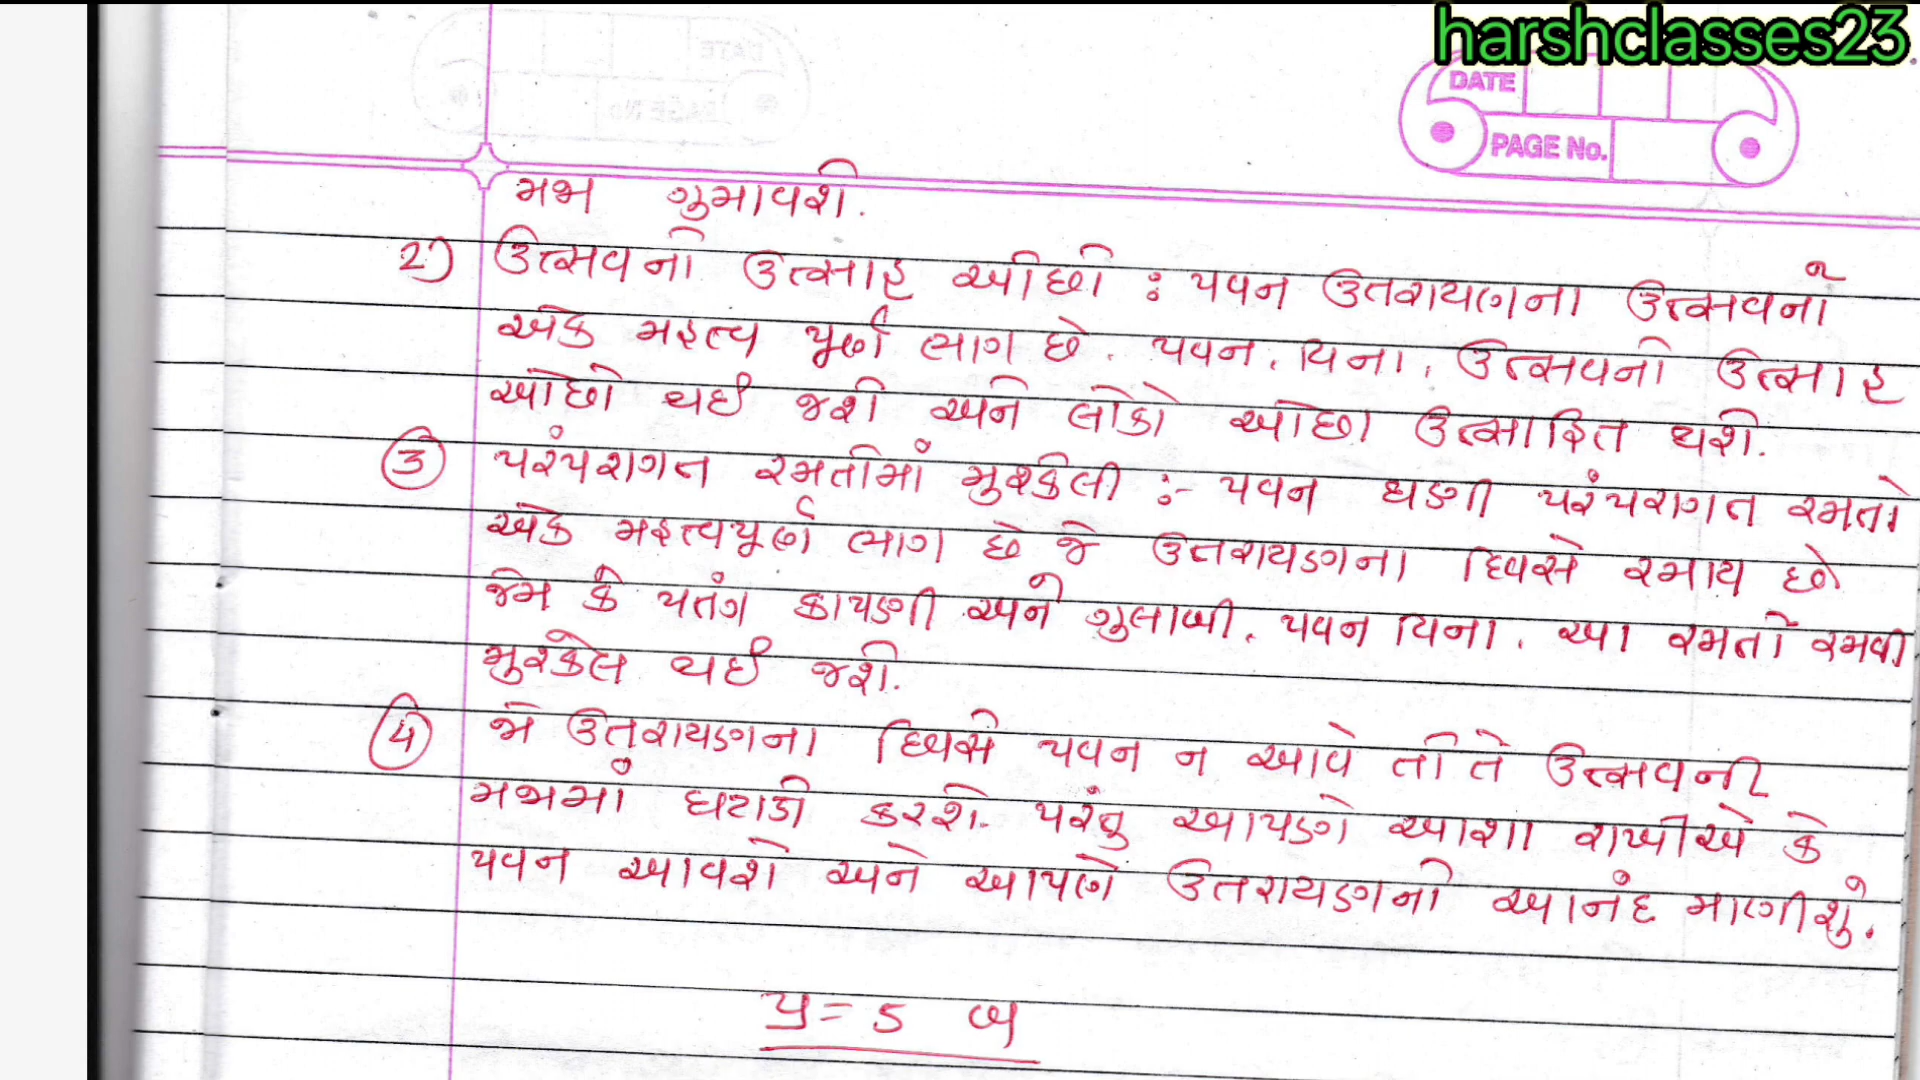 harshclasses23
DATE
PAGE No.
મજા ગુમાવશે.
2) ઉત્સવનો ઉત્સાહ ઓછો : પવન ઉતરાયણના ઉત્સવનો
એક મહત્વ પૂર્ણ ભાગ છે. પવન. વિના. ઉત્સવનો ઉત્સાહ
ઓછો થઈ જશે અને લોકો ઓછા ઉત્સાહિત થશે.
3 પરંપરાગત રમતોમાં મુશ્કેલી :- પવન ઘણી પરંપરાગત રમતો
એક મહત્ત્વપૂર્ણ ભાગ છે જે ઉતરાયણના દિવસે રમાય છે
જેમ કે પતંગ કાપણી અને ગુલાબી. પવન વિના. આ રમતો રમવી
મુશ્કેલ થઈ જશે.
4 જો ઉતરાયણના દિવસે પવન ન આવે તો તે ઉત્સવની
મજામાં ઘટાડો કરશે. પરંતુ આપણે આશા રાખીએ કે
પવન આવશે અને આપણે ઉતરાયણનો આનંદ માણીશું.
પ્ર = 5 બ